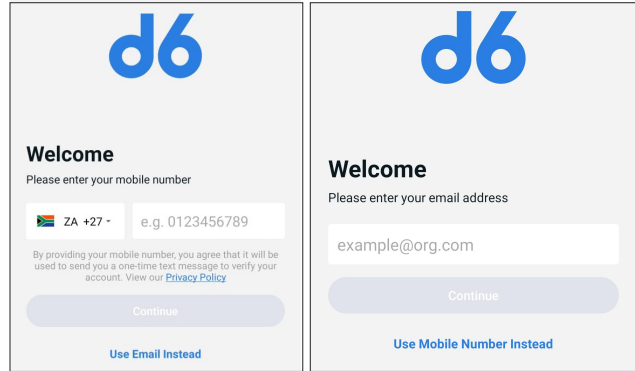 d6
Welcome
Please enter your mobile number
ZA +27
e.g. 0123456789
By providing your mobile number, you agree that it will be
used to send you a one-time text message to verify your
account. View our Privacy Policy
Continue
Use Email Instead
d6
Welcome
Please enter your email address
example@org.com
Continue
Use Mobile Number Instead